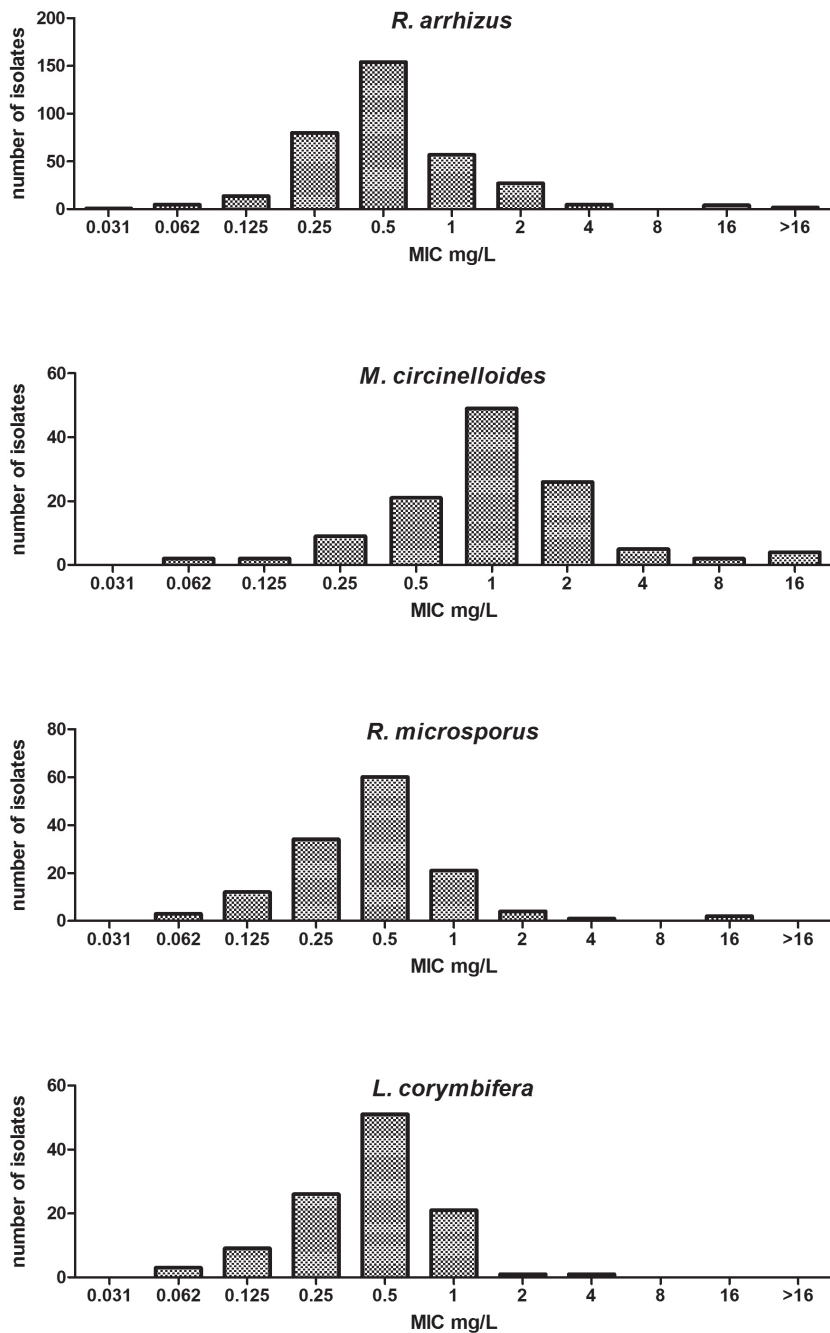 R. arrhizus
200
150
100
50
0
number of isolates
0.031 0.062 0.125 0.25 0.5 1 2 4 8 16 >16
MIC mg/L
M. circinelloides
60
40
20
0
number of isolates
0.031 0.062 0.125 0.25 0.5 1 2 4 8 16
MIC mg/L
R. microsporus
80
60
40
20
0
number of isolates
0.031 0.062 0.125 0.25 0.5 1 2 4 8 16 >16
MIC mg/L
L. corymbifera
60
40
20
0
number of isolates
0.031 0.062 0.125 0.25 0.5 1 2 4 8 16 >16
MIC mg/L